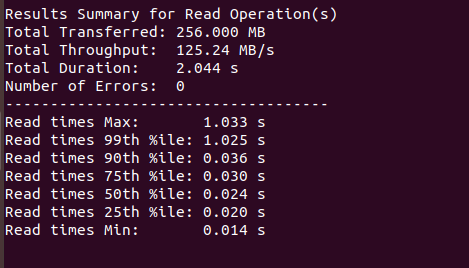 Results Summary for Read Operation(s)
Total Transferred: 256.000 MB
Total Throughput:  125.24 MB/s
Total Duration:    2.044 s
Number of Errors:  0
------------------------------------
Read times Max:       1.033 s
Read times 99th %ile: 1.025 s
Read times 90th %ile: 0.036 s
Read times 75th %ile: 0.030 s
Read times 50th %ile: 0.024 s
Read times 25th %ile: 0.020 s
Read times Min:       0.014 s